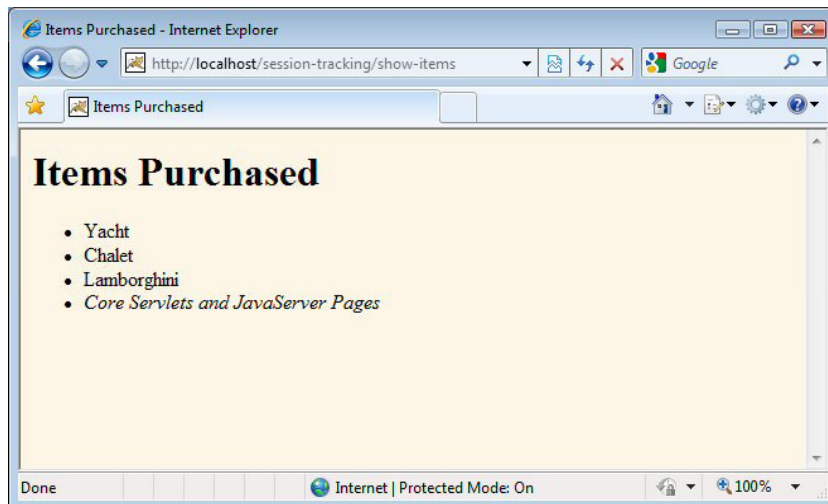 Items Purchased - Internet Explorer
http://localhost/session-tracking/show-items
Google
Items Purchased
Items Purchased
Yacht
Chalet
Lamborghini
Core Servlets and JavaServer Pages
Done
Internet | Protected Mode: On
100%